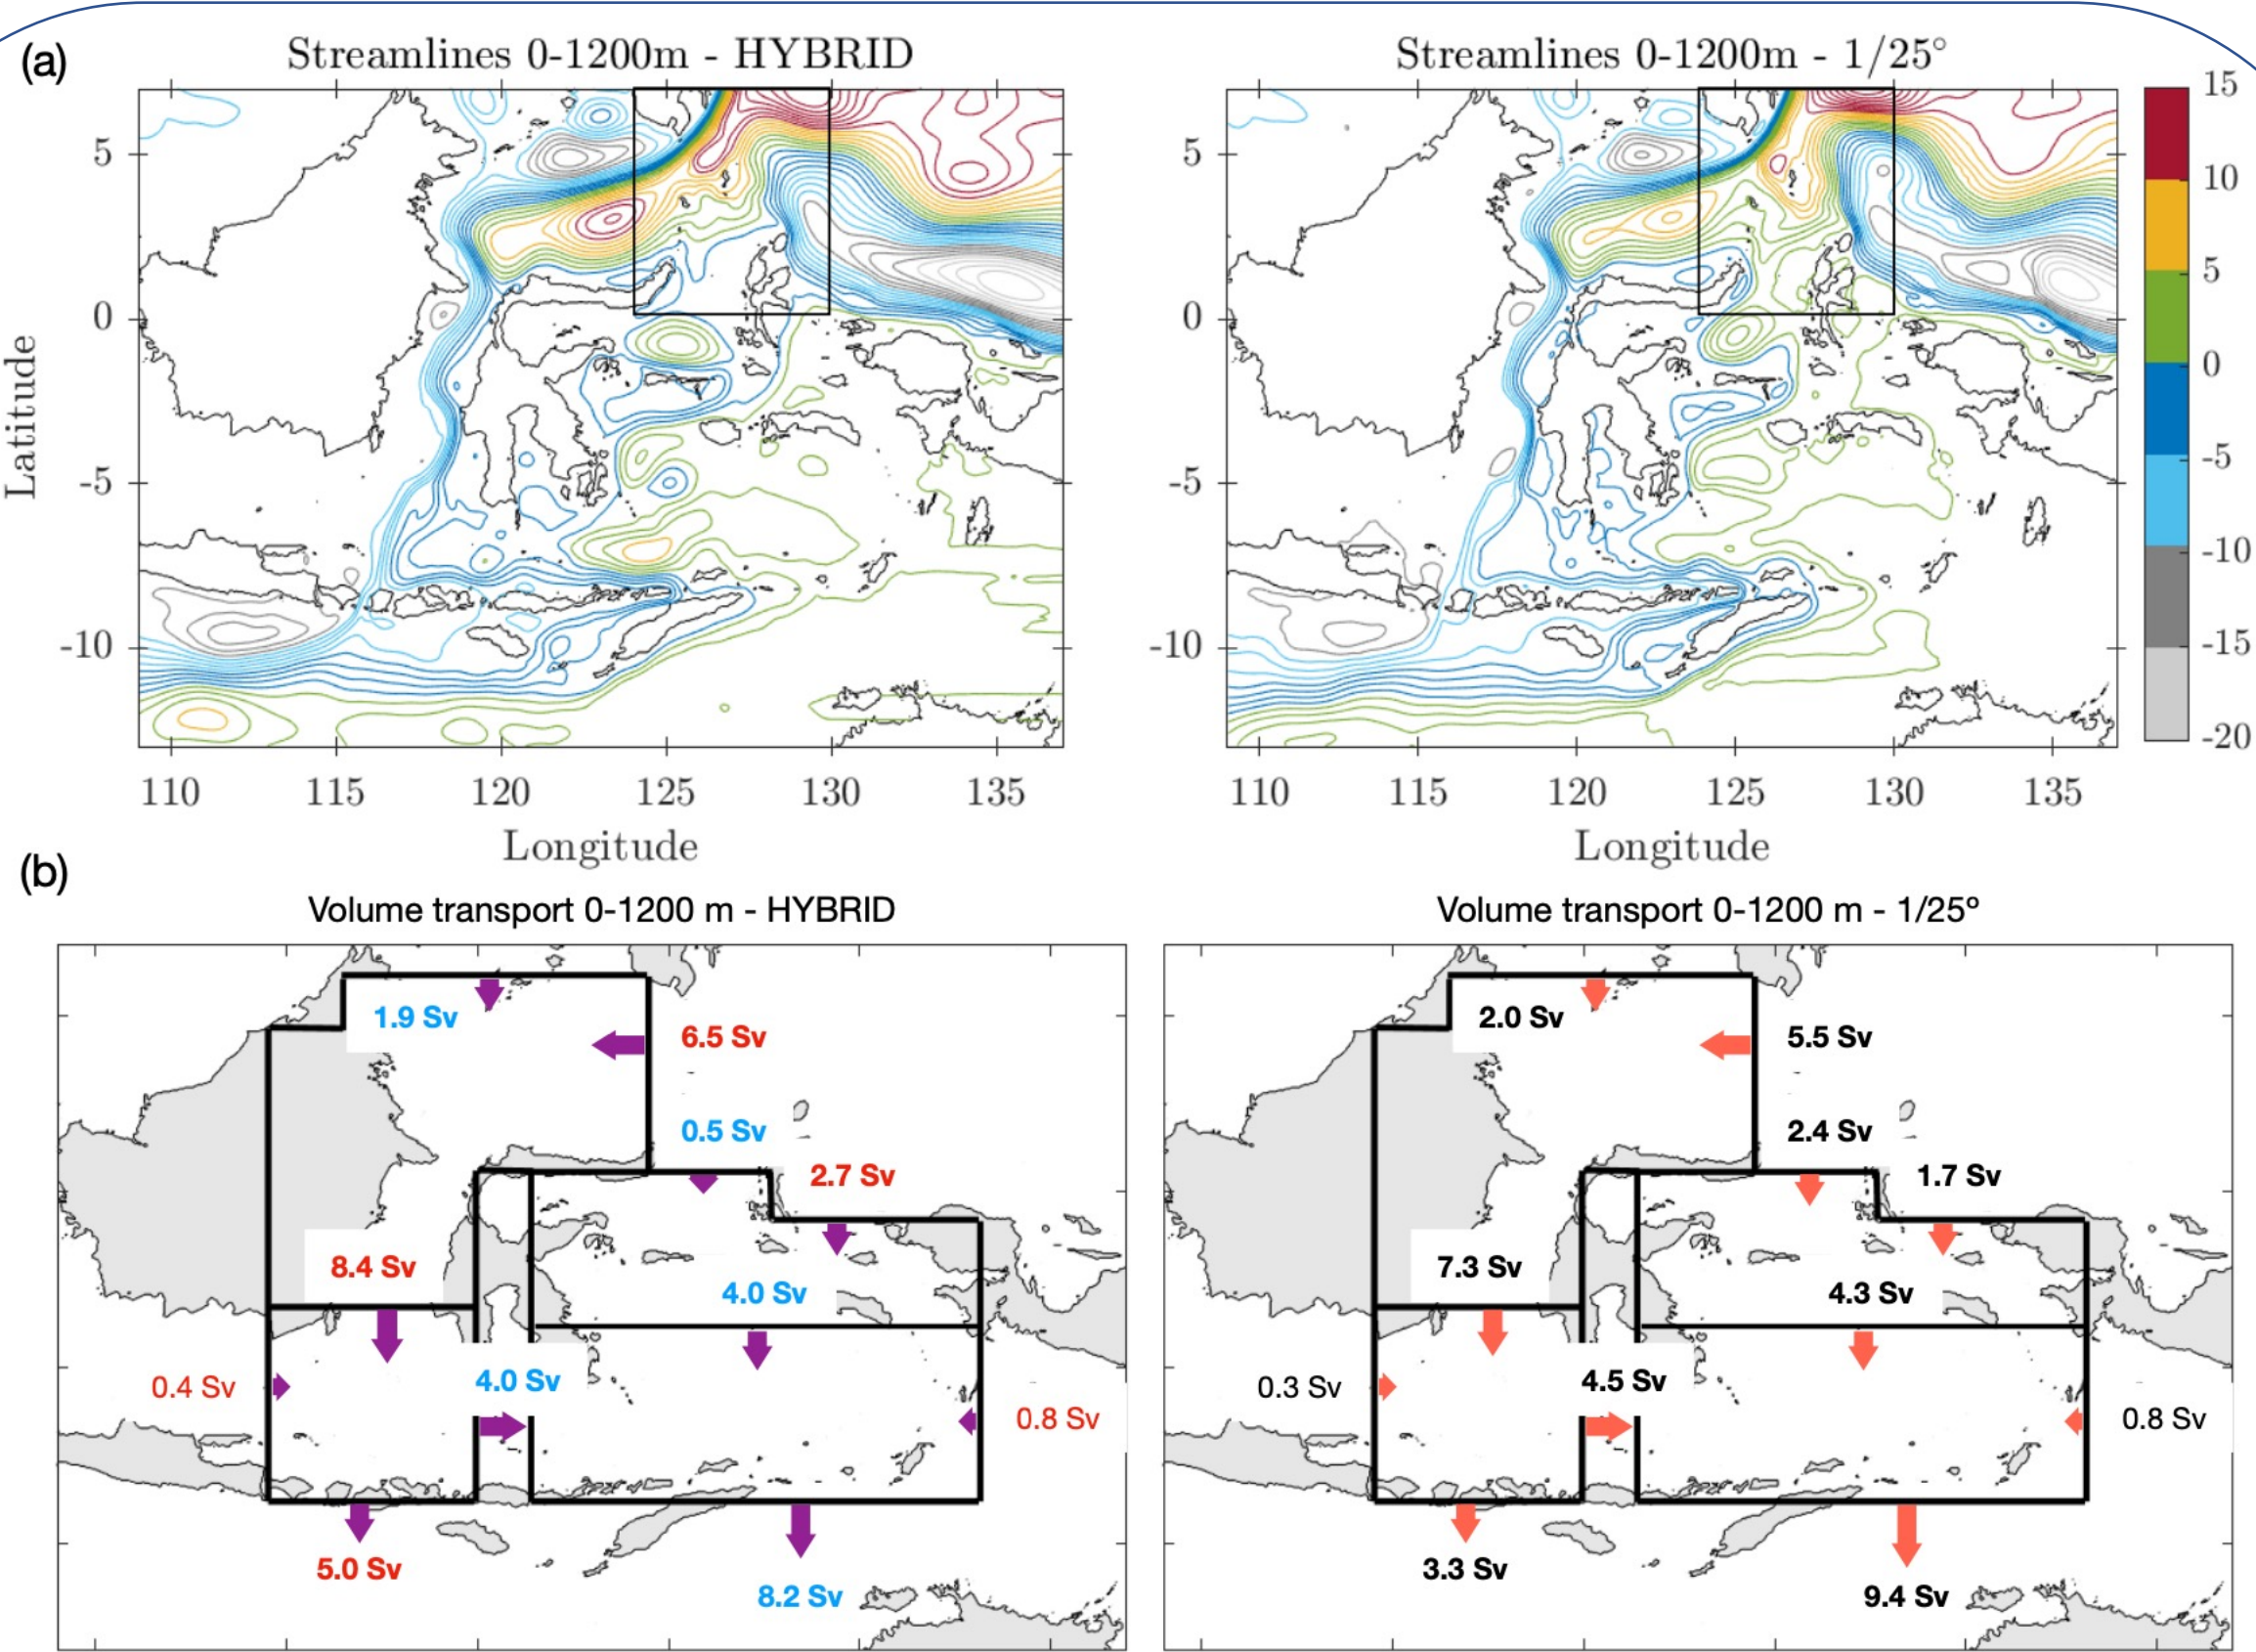 (a)
Streamlines 0-1200m - HYBRID
Streamlines 0-1200m - 1/25°
15
10
5
0
-5
-10
-15
-20
Latitude
5
0
-5
-10
5
0
-5
-10
110 115 120 125 130 135
110 115 120 125 130 135
Longitude
Longitude
(b)
Volume transport 0-1200 m - HYBRID
Volume transport 0-1200 m - 1/25º
1.9 Sv
6.5 Sv
0.5 Sv
2.7 Sv
8.4 Sv
4.0 Sv
0.4 Sv
4.0 Sv
0.8 Sv
5.0 Sv
8.2 Sv
2.0 Sv
5.5 Sv
2.4 Sv
1.7 Sv
7.3 Sv
4.3 Sv
0.3 Sv
4.5 Sv
0.8 Sv
3.3 Sv
9.4 Sv